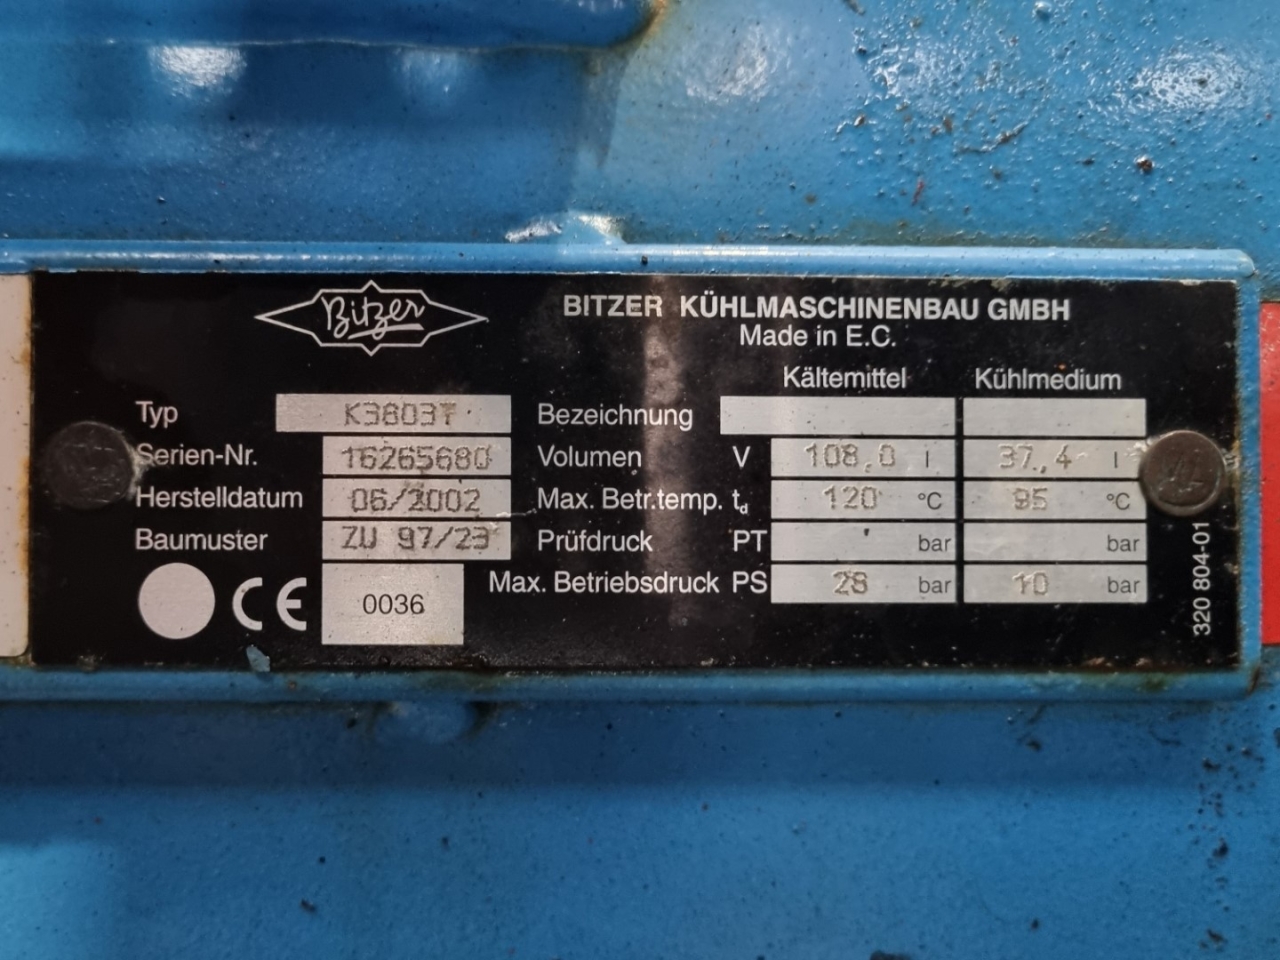 Bitzer
BITZER KÜHLMASCHINENBAU GMBH
Made in E.C.
Kältemittel Kühlmedium
Typ K3803T Bezeichnung
Serien-Nr. 16265680 Volumen V 108,0 l 37,4 l
Herstelldatum 06/2002 Max. Betr.temp. td 120 °C 95 °C
Baumuster ZU 97/23 Prüfdruck PT bar bar
CE 0036 Max. Betriebsdruck PS 28 bar 10 bar
320 804-01